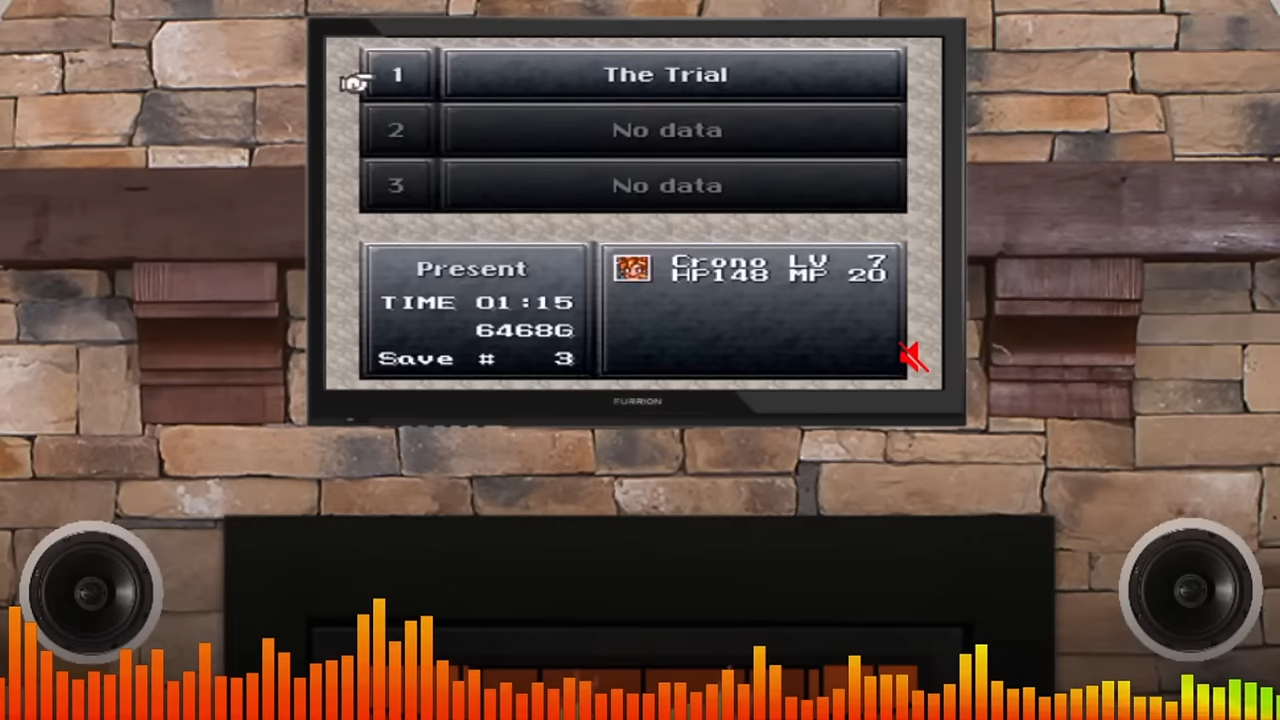 1 The Trial
2 No data
3 No data
Present
TIME 01:15
6468G
Save # 3
Crono LV 7
HP148 MP 20
FURRION